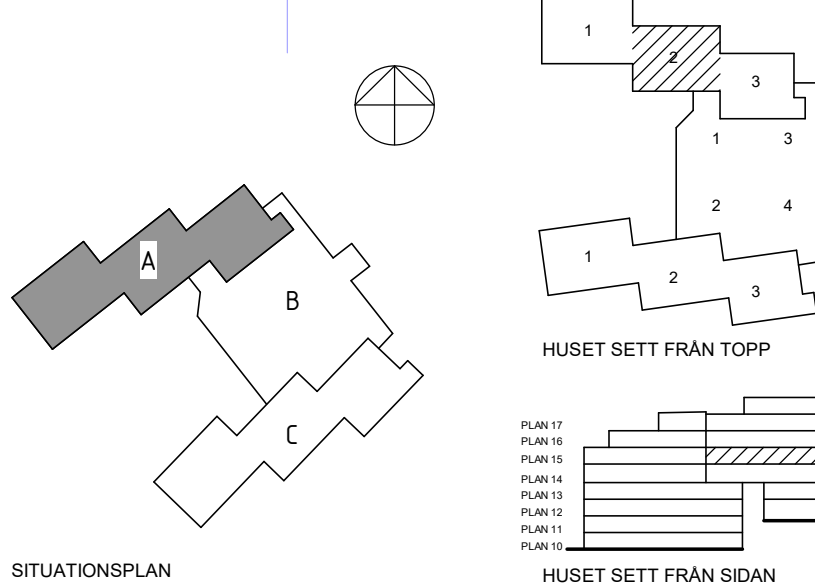 1
2
3
1 3
2 4
A
B
C
1
2
3
HUSET SETT FRÅN TOPP
PLAN 17
PLAN 16
PLAN 15
PLAN 14
PLAN 13
PLAN 12
PLAN 11
PLAN 10
SITUATIONSPLAN
HUSET SETT FRÅN SIDAN